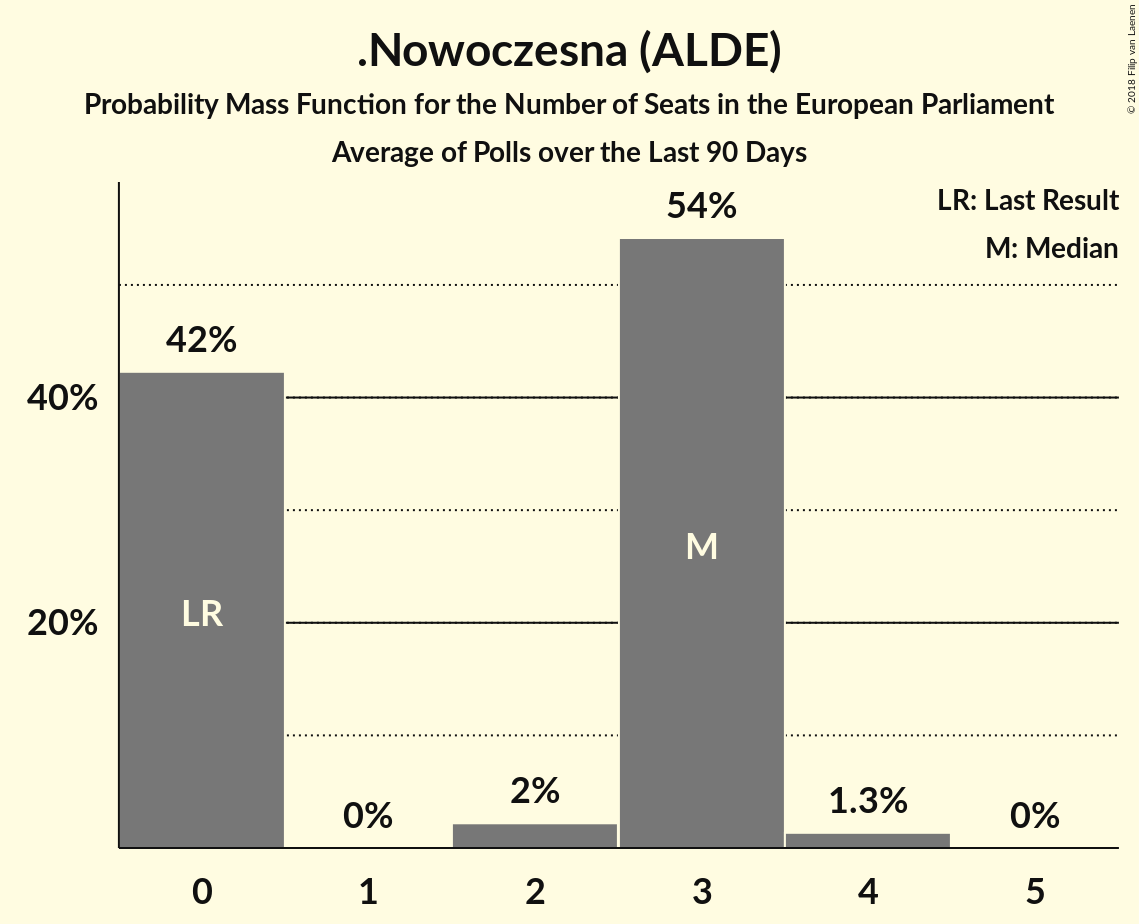 .Nowoczesna (ALDE)
Probability Mass Function for the Number of Seats in the European Parliament
Average of Polls over the Last 90 Days
© 2018 Filip van Laenen
LR: Last Result
M: Median
54%
42%
40%
M
LR
20%
2%
1.3%
0%
0%
0 1 2 3 4 5